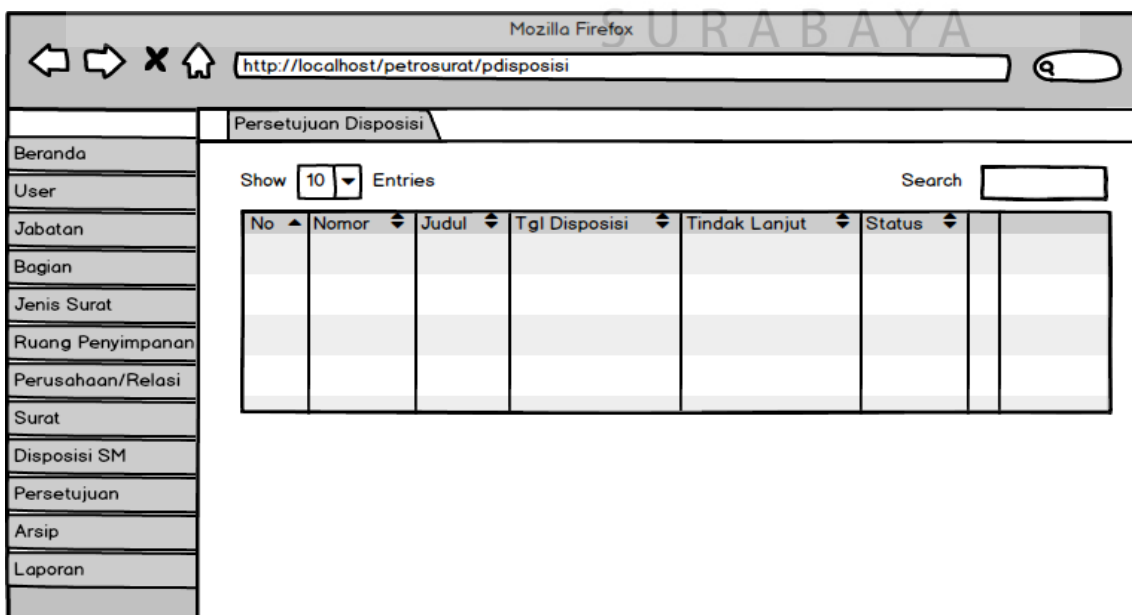 SURABAYA
Mozilla Firefox
http://localhost/petrosurat/pdisposisi
Persetujuan Disposisi
Beranda
User
Jabatan
Bagian
Jenis Surat
Ruang Penyimpanan
Perusahaan/Relasi
Surat
Disposisi SM
Persetujuan
Arsip
Laporan
Show 10 Entries Search
No Nomor Judul Tgl Disposisi Tindak Lanjut Status